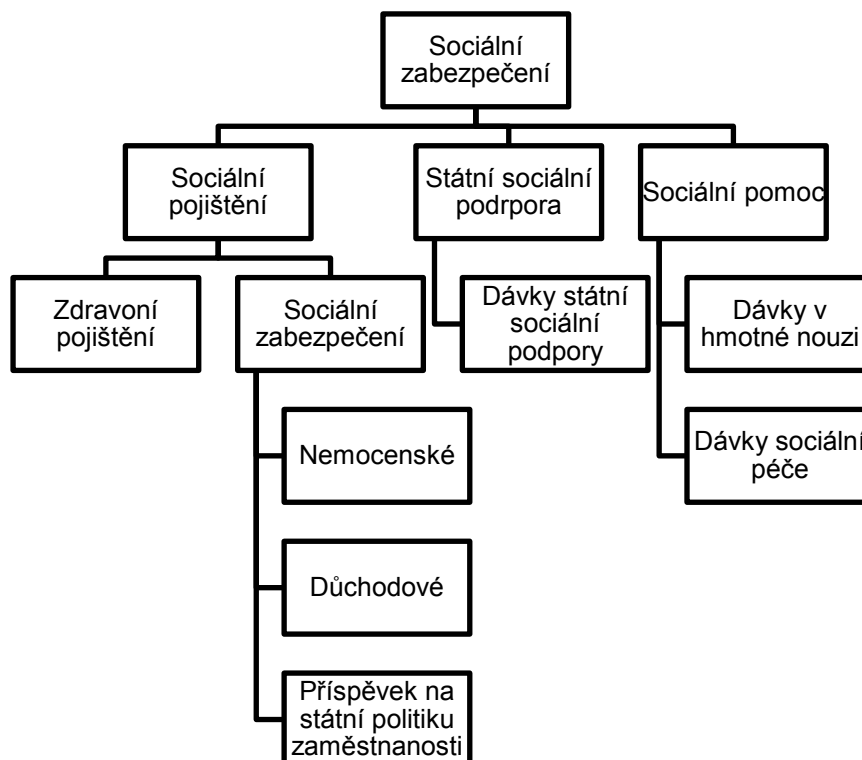 Sociální
zabezpečení
Sociální
pojištění
Státní sociální
podrpora
Sociální pomoc
Zdravoní
pojištění
Sociální
zabezpečení
Dávky státní
sociální
podpory
Dávky v
hmotné nouzi
Nemocenské
Dávky sociální
péče
Důchodové
Příspěvek na
státní politiku
zaměstnanosti